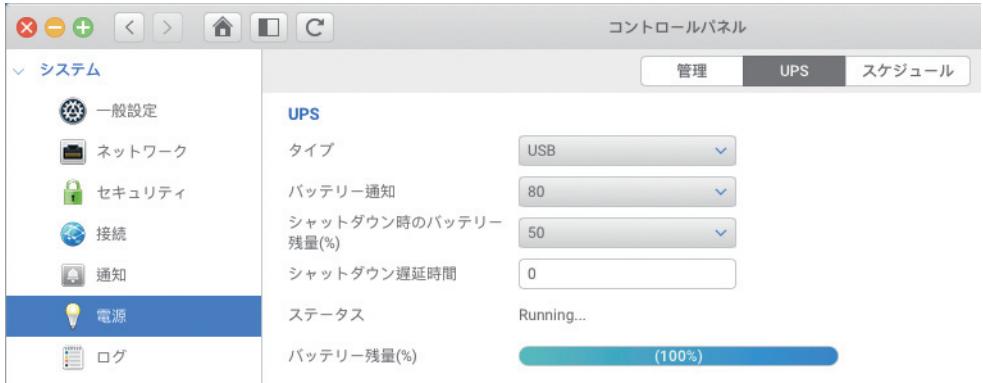 コントロールパネル
システム
管理 UPS スケジュール
一般設定
UPS
ネットワーク
タイプ USB
セキュリティ
バッテリー通知 80
接続
シャットダウン時のバッテリー
残量(%) 50
通知
シャットダウン遅延時間 0
電源
ステータス Running...
ログ
バッテリー残量(%) (100%)